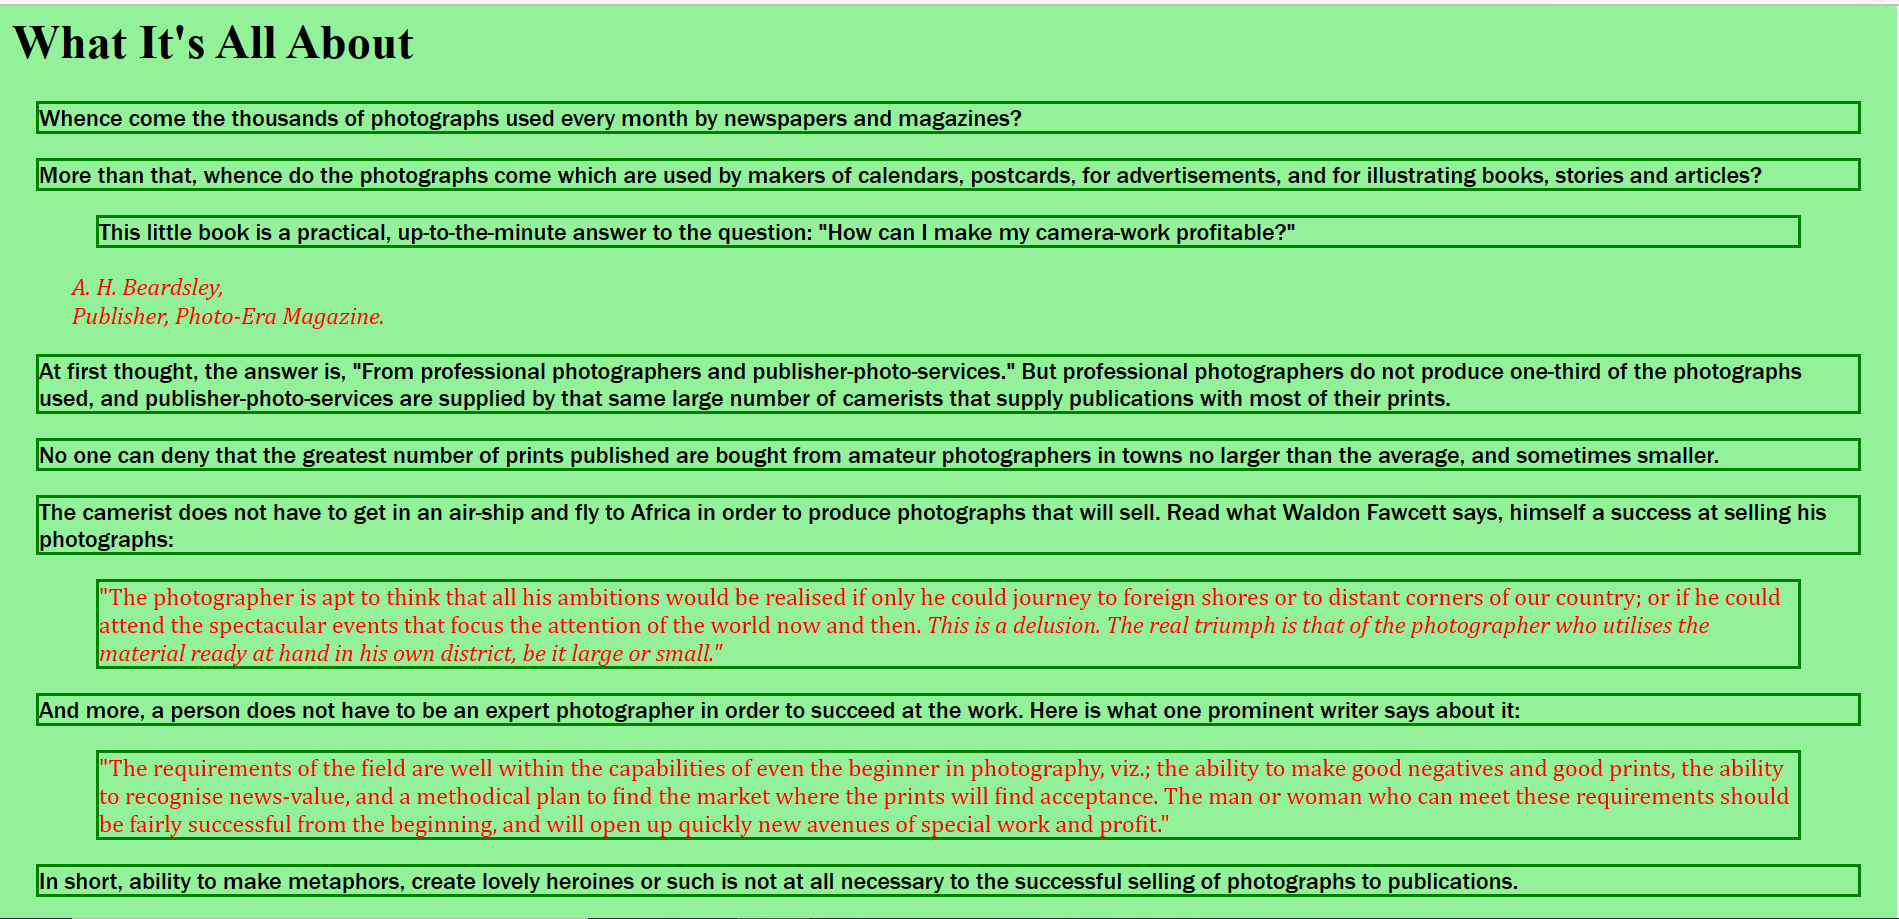 What It's All About
Whence come the thousands of photographs used every month by newspapers and magazines?
More than that, whence do the photographs come which are used by makers of calendars, postcards, for advertisements, and for illustrating books, stories and articles?
This little book is a practical, up-to-the-minute answer to the question: "How can I make my camera-work profitable?"
A. H. Beardsley,
Publisher, Photo-Era Magazine.
At first thought, the answer is, "From professional photographers and publisher-photo-services." But professional photographers do not produce one-third of the photographs
used, and publisher-photo-services are supplied by that same large number of camerists that supply publications with most of their prints.
No one can deny that the greatest number of prints published are bought from amateur photographers in towns no larger than the average, and sometimes smaller.
The camerist does not have to get in an air-ship and fly to Africa in order to produce photographs that will sell. Read what Waldon Fawcett says, himself a success at selling his
photographs:
"The photographer is apt to think that all his ambitions would be realised if only he could journey to foreign shores or to distant corners of our country; or if he could
attend the spectacular events that focus the attention of the world now and then. This is a delusion. The real triumph is that of the photographer who utilises the
material ready at hand in his own district, be it large or small."
And more, a person does not have to be an expert photographer in order to succeed at the work. Here is what one prominent writer says about it:
"The requirements of the field are well within the capabilities of even the beginner in photography, viz.; the ability to make good negatives and good prints, the ability
to recognise news-value, and a methodical plan to find the market where the prints will find acceptance. The man or woman who can meet these requirements should
be fairly successful from the beginning, and will open up quickly new avenues of special work and profit."
In short, ability to make metaphors, create lovely heroines or such is not at all necessary to the successful selling of photographs to publications.